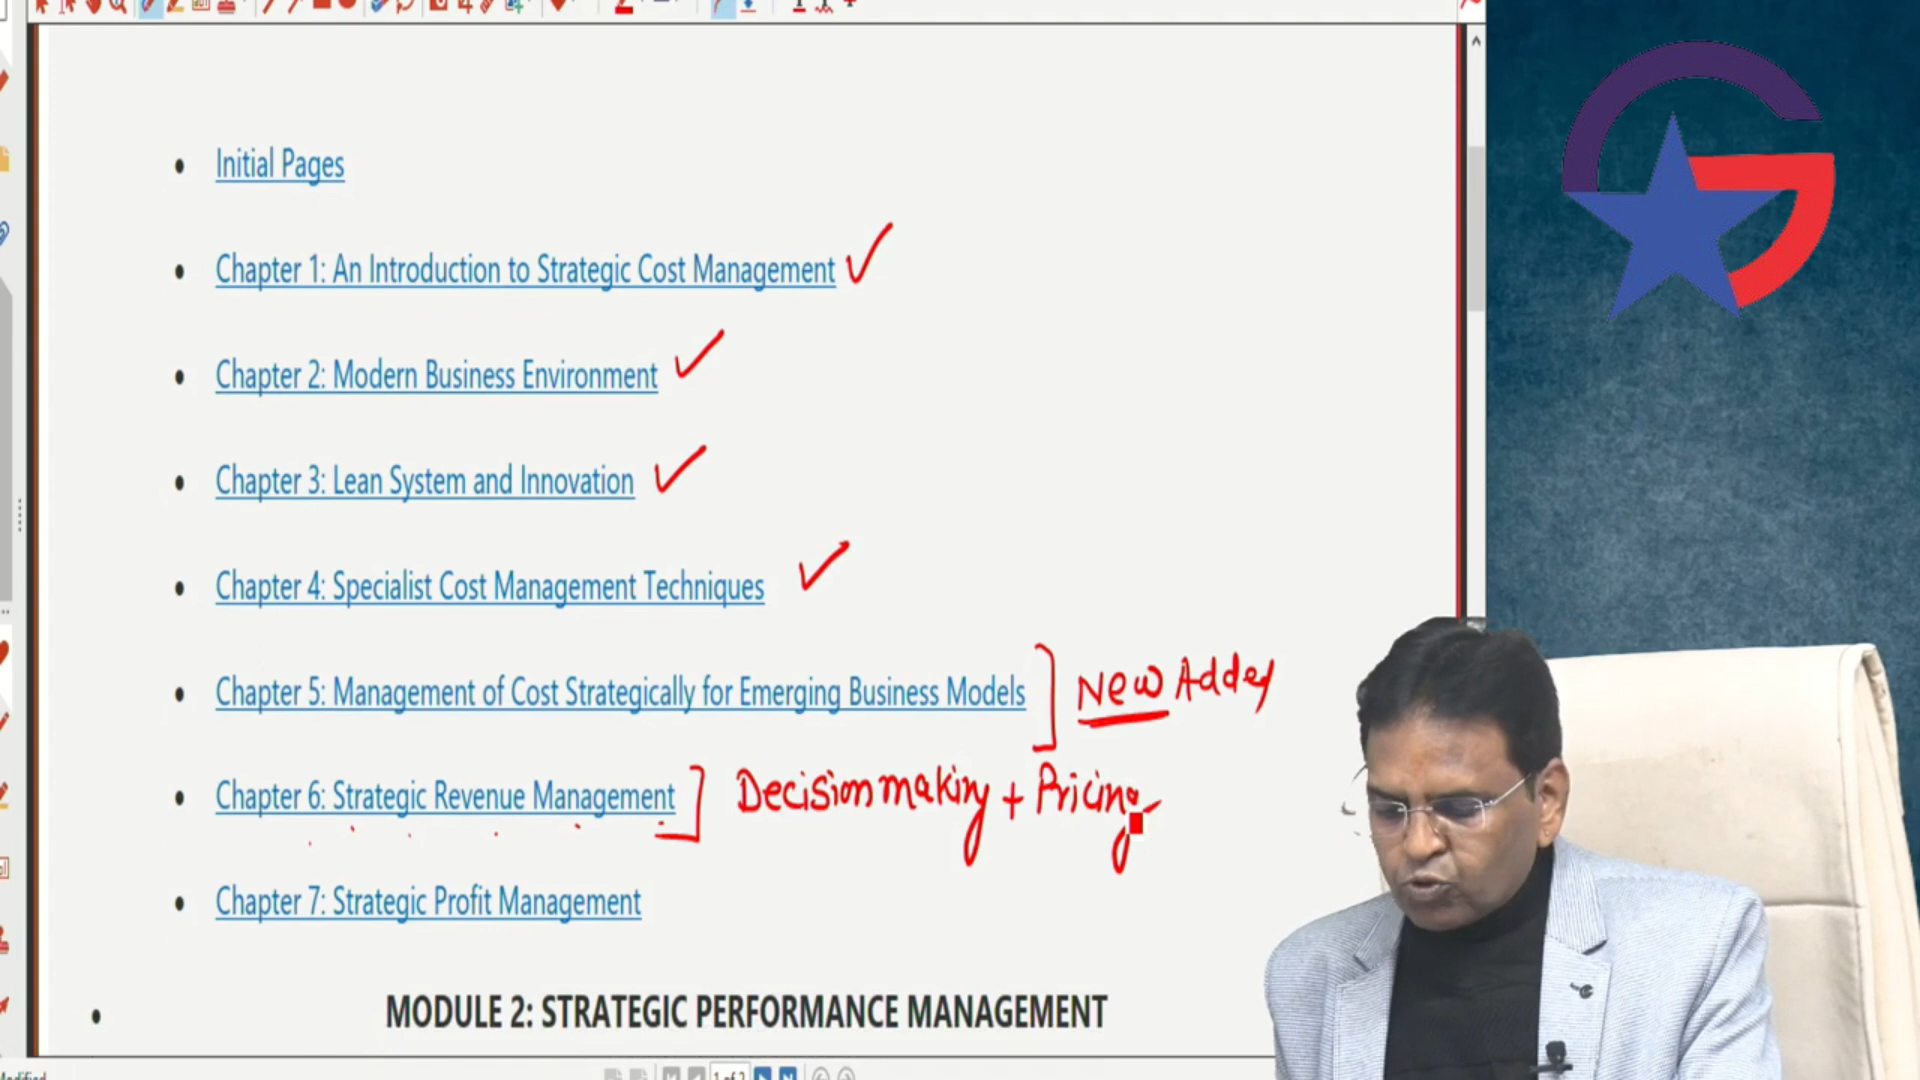 Initial Pages
Chapter 1: An Introduction to Strategic Cost Management
Chapter 2: Modern Business Environment
Chapter 3: Lean System and Innovation
Chapter 4: Specialist Cost Management Techniques
Chapter 5: Management of Cost Strategically for Emerging Business Models New Added
Chapter 6: Strategic Revenue Management Decision making + Pricing
Chapter 7: Strategic Profit Management
MODULE 2: STRATEGIC PERFORMANCE MANAGEMENT
1 of 2